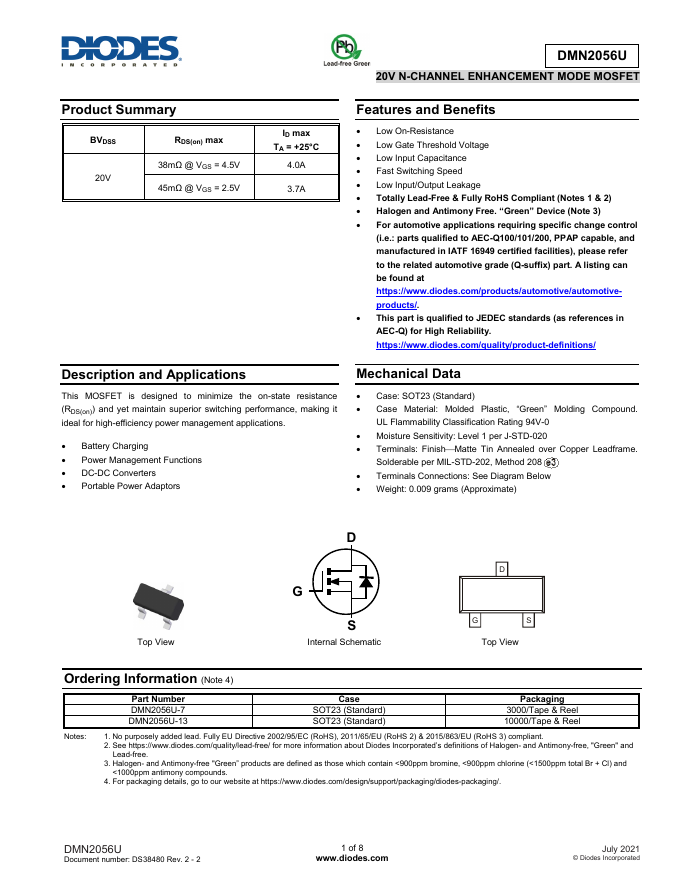 DIODES
INCORPORATED
Pb
Lead-free Green
DMN2056U
20V N-CHANNEL ENHANCEMENT MODE MOSFET
Product Summary
BVDSS
RDS(on) max
ID max
TA = +25°C
20V
38mΩ @ VGS = 4.5V
4.0A
45mΩ @ VGS = 2.5V
3.7A
Features and Benefits
• Low On-Resistance
• Low Gate Threshold Voltage
• Low Input Capacitance
• Fast Switching Speed
• Low Input/Output Leakage
• Totally Lead-Free & Fully RoHS Compliant (Notes 1 & 2)
• Halogen and Antimony Free. “Green” Device (Note 3)
• For automotive applications requiring specific change control
(i.e.: parts qualified to AEC-Q100/101/200, PPAP capable, and
manufactured in IATF 16949 certified facilities), please refer
to the related automotive grade (Q-suffix) part. A listing can
be found at
https://www.diodes.com/products/automotive/automotive-
products/.
• This part is qualified to JEDEC standards (as references in
AEC-Q) for High Reliability.
https://www.diodes.com/quality/product-definitions/
Description and Applications
This MOSFET is designed to minimize the on-state resistance
(RDS(on)) and yet maintain superior switching performance, making it
ideal for high-efficiency power management applications.
• Battery Charging
• Power Management Functions
• DC-DC Converters
• Portable Power Adaptors
Mechanical Data
• Case: SOT23 (Standard)
• Case Material: Molded Plastic, “Green” Molding Compound.
UL Flammability Classification Rating 94V-0
• Moisture Sensitivity: Level 1 per J-STD-020
• Terminals: Finish—Matte Tin Annealed over Copper Leadframe.
Solderable per MIL-STD-202, Method 208 e3
• Terminals Connections: See Diagram Below
• Weight: 0.009 grams (Approximate)
D
G
S
D
G
S
Top View
Internal Schematic
Top View
Ordering Information (Note 4)
Part Number
Case
Packaging
DMN2056U-7
SOT23 (Standard)
3000/Tape & Reel
DMN2056U-13
SOT23 (Standard)
10000/Tape & Reel
Notes: 1. No purposely added lead. Fully EU Directive 2002/95/EC (RoHS), 2011/65/EU (RoHS 2) & 2015/863/EU (RoHS 3) compliant.
2. See https://www.diodes.com/quality/lead-free/ for more information about Diodes Incorporated’s definitions of Halogen- and Antimony-free, "Green" and
Lead-free.
3. Halogen- and Antimony-free "Green” products are defined as those which contain <900ppm bromine, <900ppm chlorine (<1500ppm total Br + Cl) and
<1000ppm antimony compounds.
4. For packaging details, go to our website at https://www.diodes.com/design/support/packaging/diodes-packaging/.
DMN2056U
Document number: DS38480 Rev. 2 - 2
1 of 8
www.diodes.com
July 2021
© Diodes Incorporated